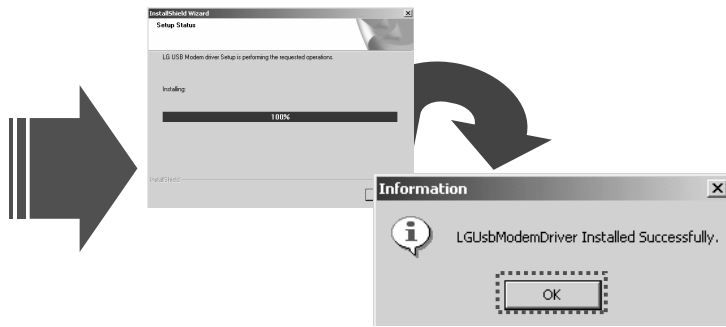 InstallShield Wizard
Setup Status
LG USB Modem driver Setup is performing the requested operations.
Installing:
100%
InstallShield
Information
LGUsbModemDriver Installed Successfully.
OK